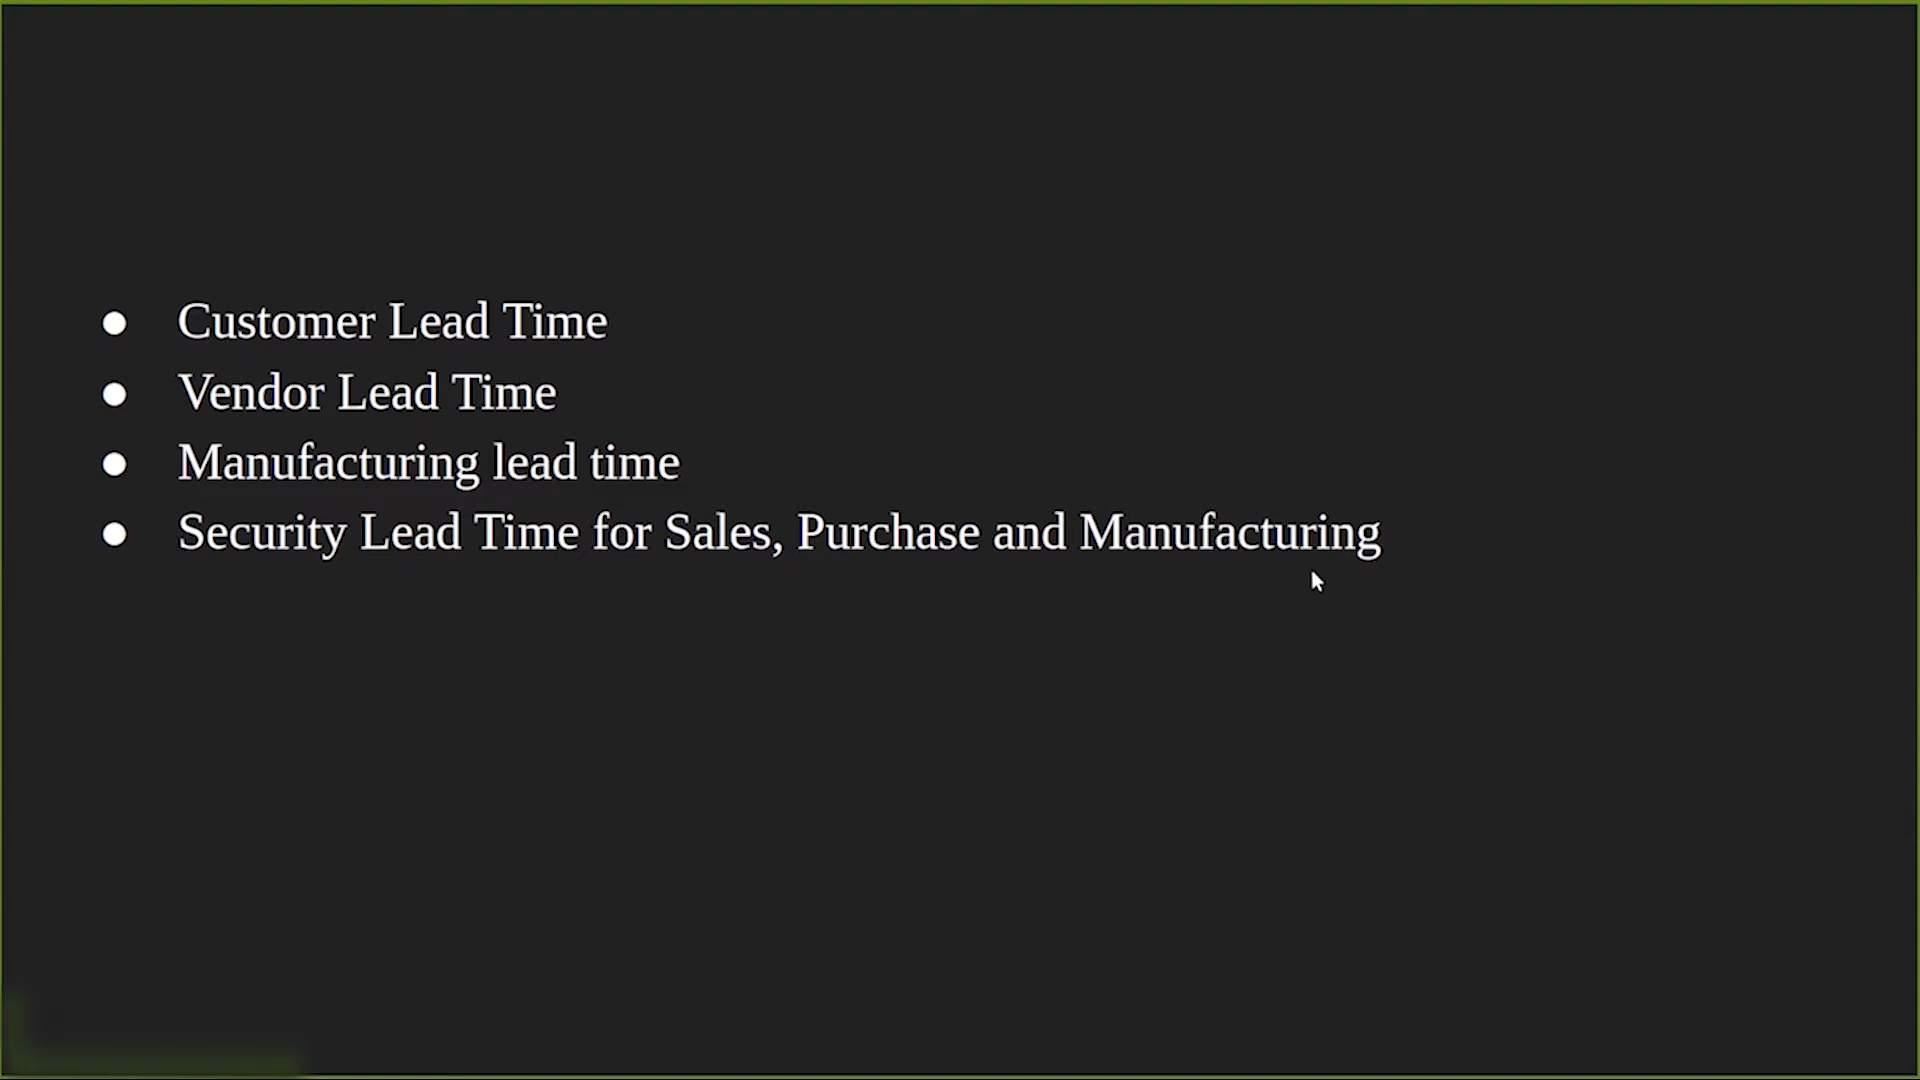 ● Customer Lead Time
● Vendor Lead Time
● Manufacturing lead time
● Security Lead Time for Sales, Purchase and Manufacturing